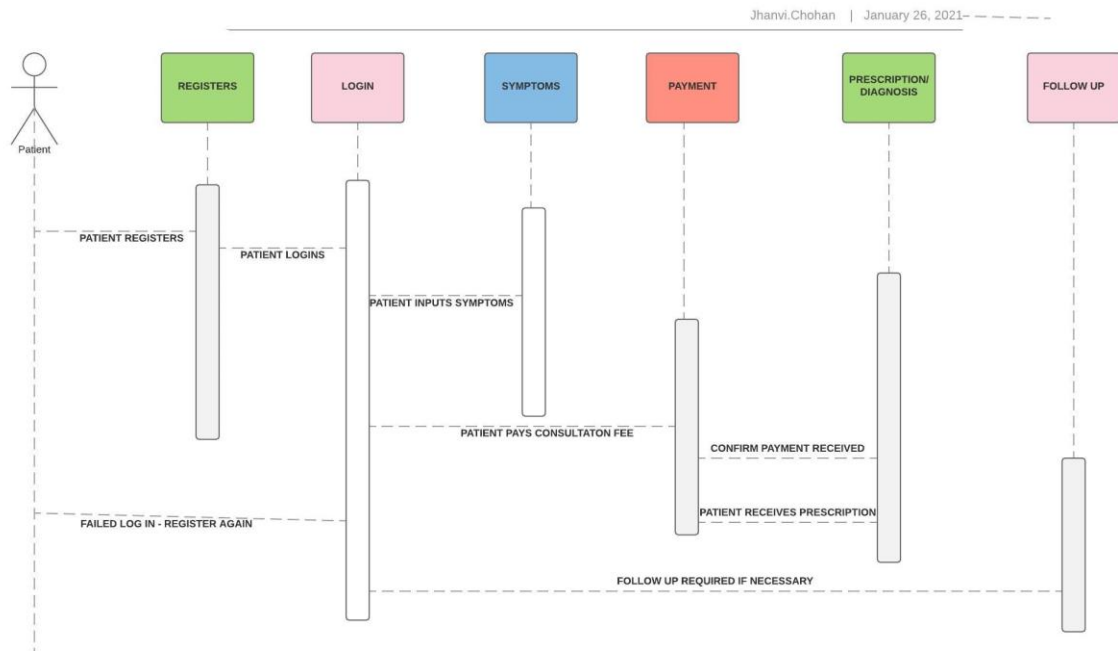 Jhanvi.Chohan | January 26, 2021
REGISTERS
LOGIN
SYMPTOMS
PAYMENT
PRESCRIPTION/
DIAGNOSIS
FOLLOW UP
Patient
PATIENT REGISTERS
PATIENT LOGINS
PATIENT INPUTS SYMPTOMS
PATIENT PAYS CONSULTATON FEE
CONFIRM PAYMENT RECEIVED
PATIENT RECEIVES PRESCRIPTION
FAILED LOG IN - REGISTER AGAIN
FOLLOW UP REQUIRED IF NECESSARY